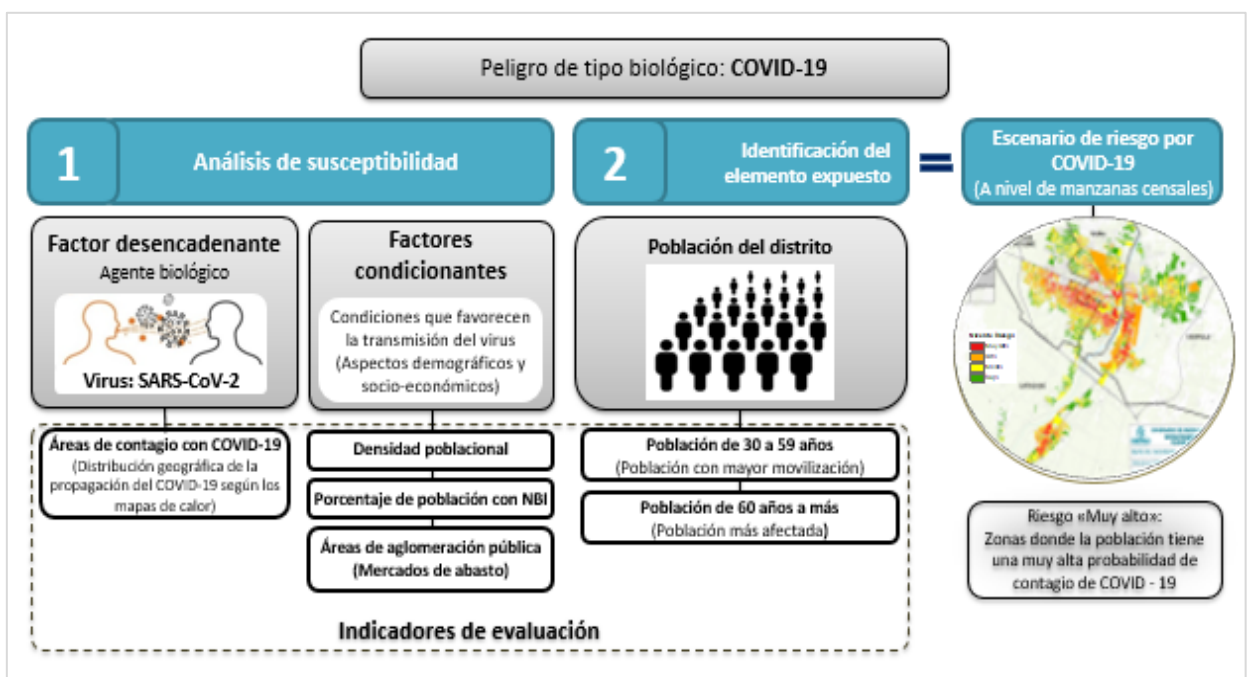 Peligro de tipo biológico: COVID-19
1
Análisis de susceptibilidad
2
Identificación del
elemento expuesto
=
Escenario de riesgo por
COVID-19
(A nivel de manzanas censales)
Factor desencadenante
Agente biológico
Virus: SARS-CoV-2
Factores
condicionantes
Condiciones que favorecen
la transmisión del virus
(Aspectos demográficos y
socio-económicos)
Población del distrito
Áreas de contagio con COVID-19
(Distribución geográfica de la
propagación del COVID-19 según los
mapas de calor)
Densidad poblacional
Porcentaje de población con NBI
Áreas de aglomeración pública
(Mercados de abasto)
Población de 30 a 59 años
(Población con mayor movilización)
Población de 60 años a más
(Población más afectada)
Riesgo «Muy alto»:
Zonas donde la población tiene
una muy alta probabilidad de
contagio de COVID - 19
Indicadores de evaluación